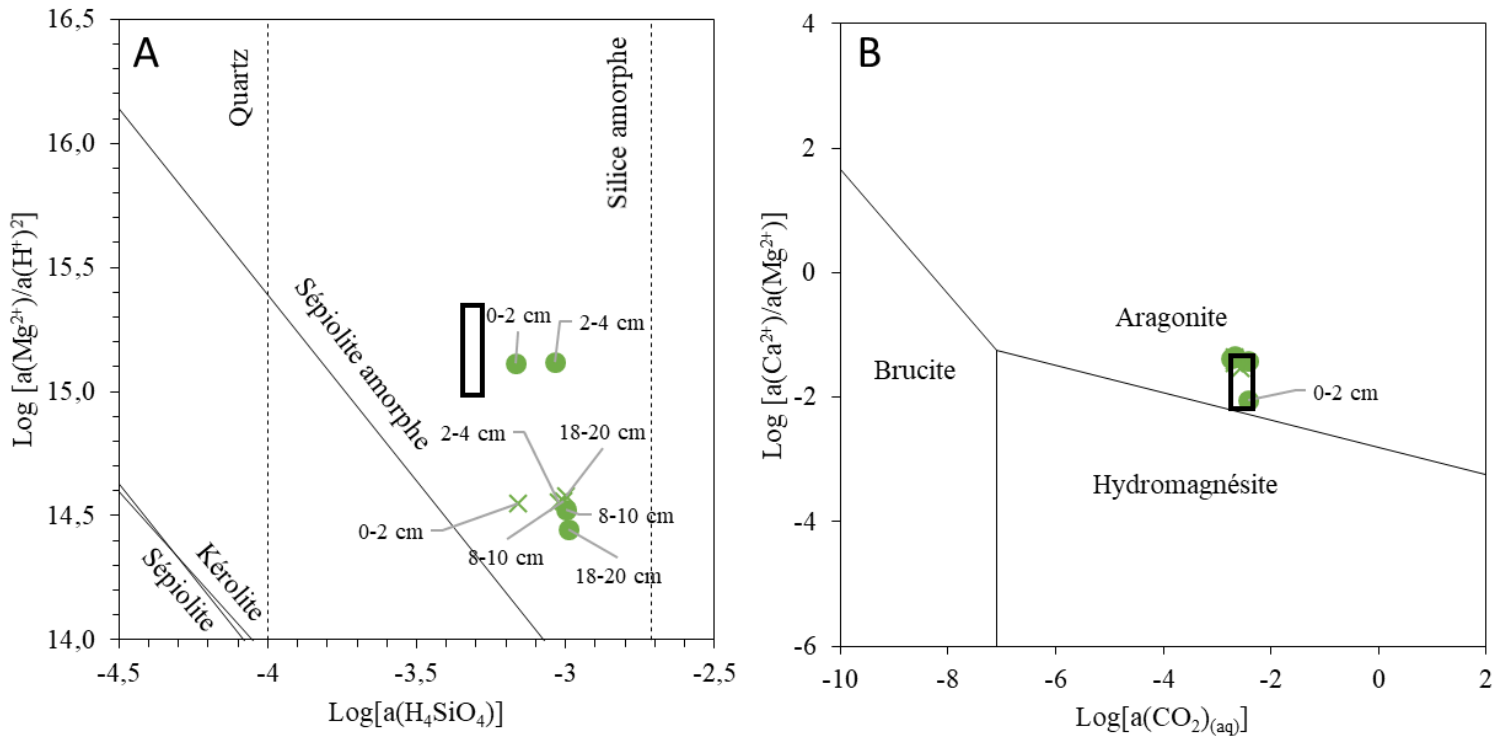 A
16,5
16,0
15,5
15,0
14,5
14,0
Log [a(Mg²⁺)/a(H⁺)²]
Quartz
Silice amorphe
Sépiolite amorphe
0-2 cm
2-4 cm
2-4 cm
18-20 cm
0-2 cm
8-10 cm
8-10 cm
18-20 cm
Kérolite
Sépiolite
-4,5
-4
-3,5
-3
-2,5
Log[a(H₄SiO₄)]
B
4
2
0
-2
-4
-6
Log [a(Ca²⁺)/a(Mg²⁺)]
Aragonite
Brucite
0-2 cm
Hydromagnésite
-10
-8
-6
-4
-2
0
2
Log[a(CO₂)₍aq₎]